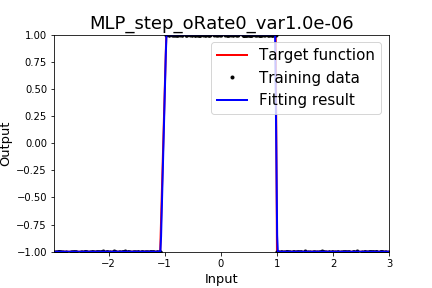 MLP_step_oRate0_var1.0e-06
Target function
Training data
Fitting result
1.00
0.75
0.50
0.25
0.00
−0.25
−0.50
−0.75
−1.00
Output
−2
−1
0
1
2
3
Input